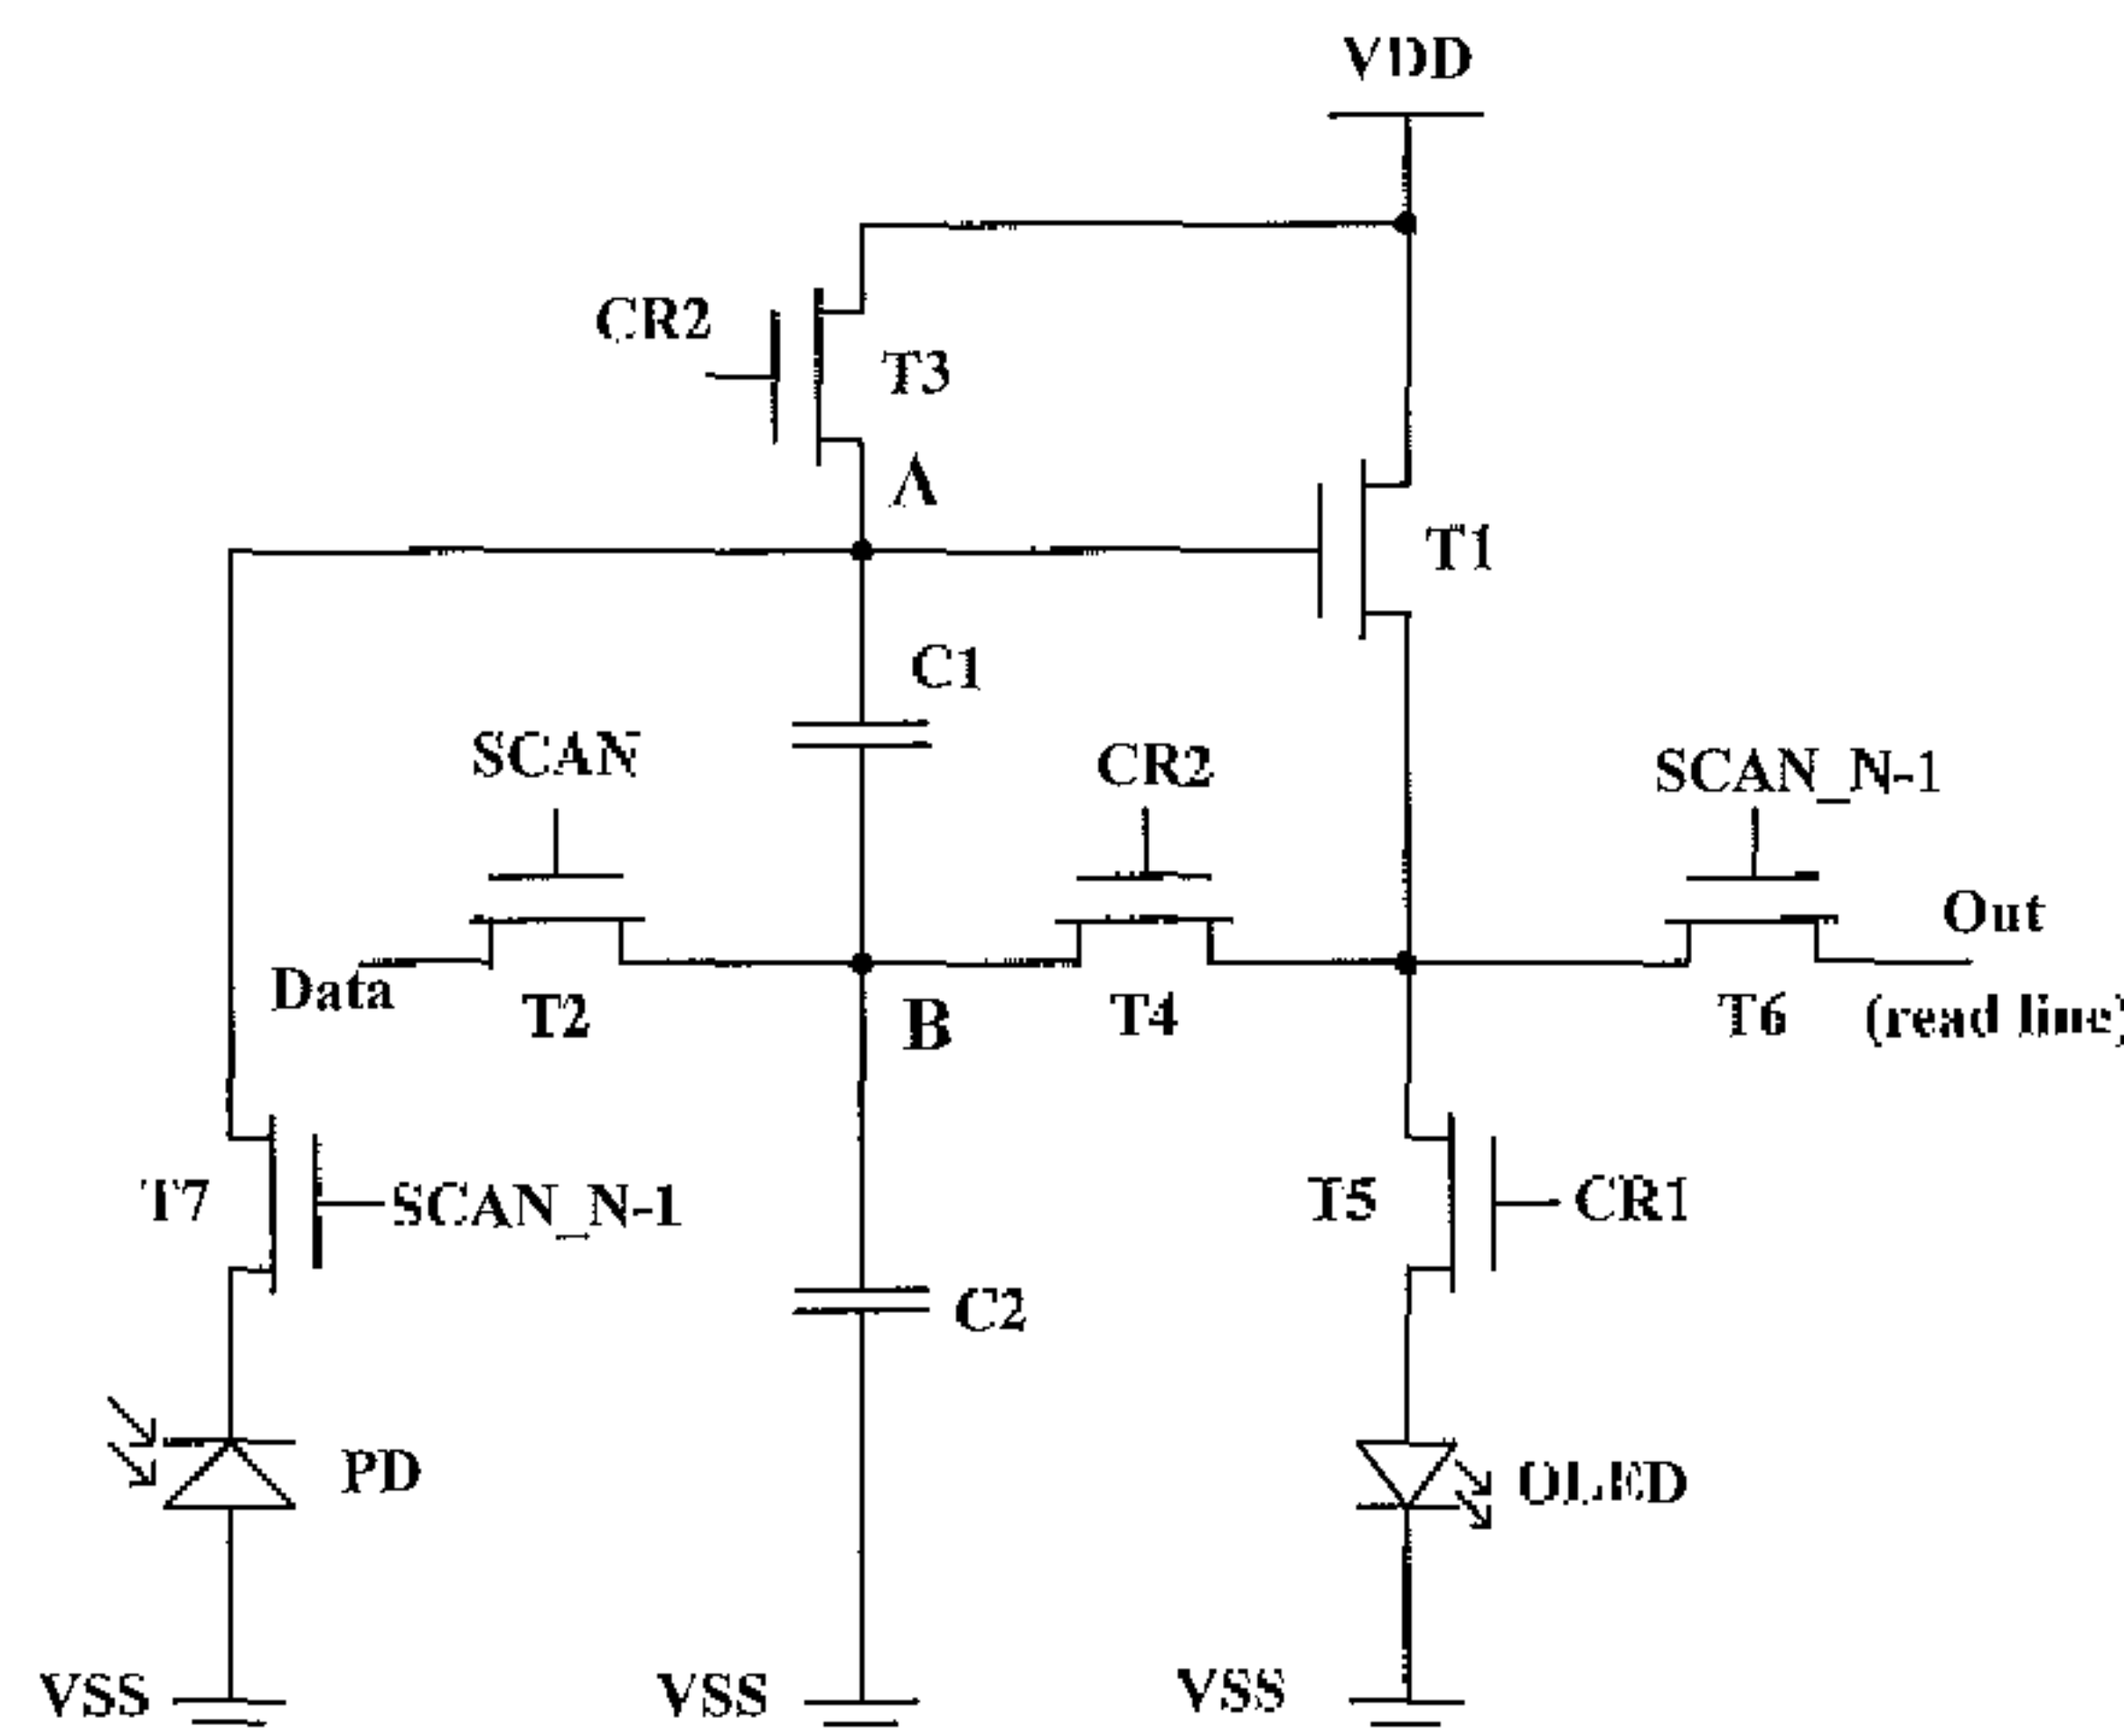 VDD
CR2
T3
A
T1
C1
SCAN
CR2
SCAN_N-1
Out
Data
T2
B
T4
T6
(read line)
T7
SCAN_N-1
T5
CR1
C2
PD
OLED
VSS
VSS
VSS